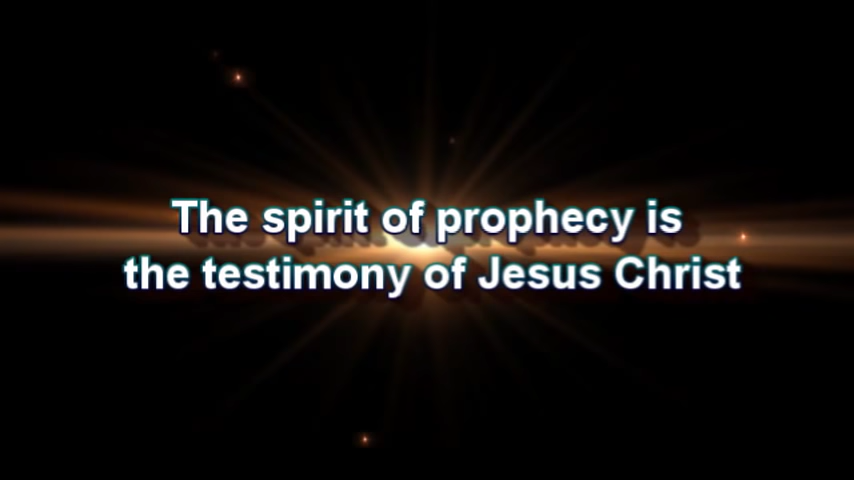 The spirit of prophecy is
the testimony of Jesus Christ